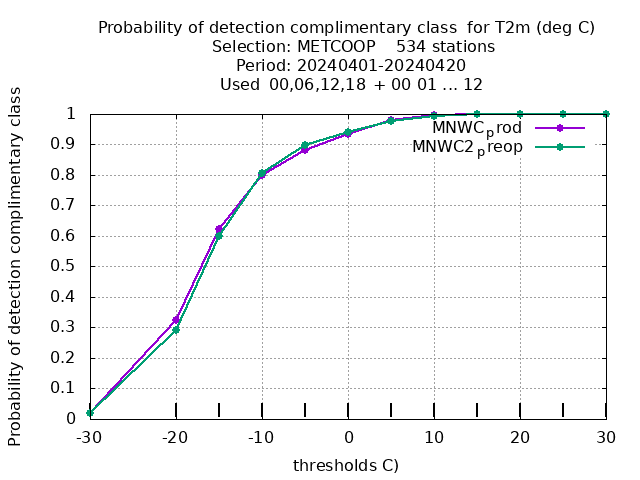 Probability of detection complimentary class  for T2m (deg C)
Selection: METCOOP    534 stations
Period: 20240401-20240420
Used  00,06,12,18  + 00 01 ... 12
Probability of detection complimentary class
1
0.9
0.8
0.7
0.6
0.5
0.4
0.3
0.2
0.1
0
MNWC_prod
MNWC2_preop
-30 -20 -10 0 10 20 30
thresholds C)